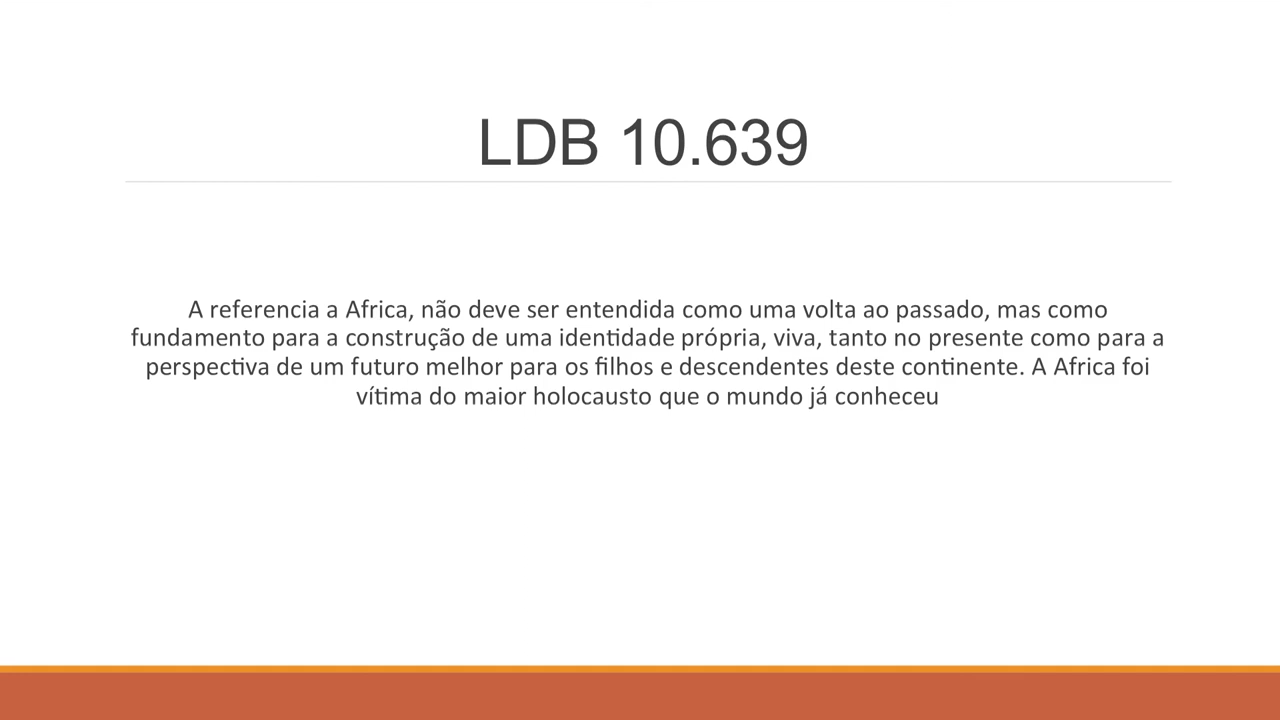 LDB 10.639
A referencia a Africa, não deve ser entendida como uma volta ao passado, mas como
fundamento para a construção de uma identidade própria, viva, tanto no presente como para a
perspectiva de um futuro melhor para os filhos e descendentes deste continente. A Africa foi
vítima do maior holocausto que o mundo já conheceu